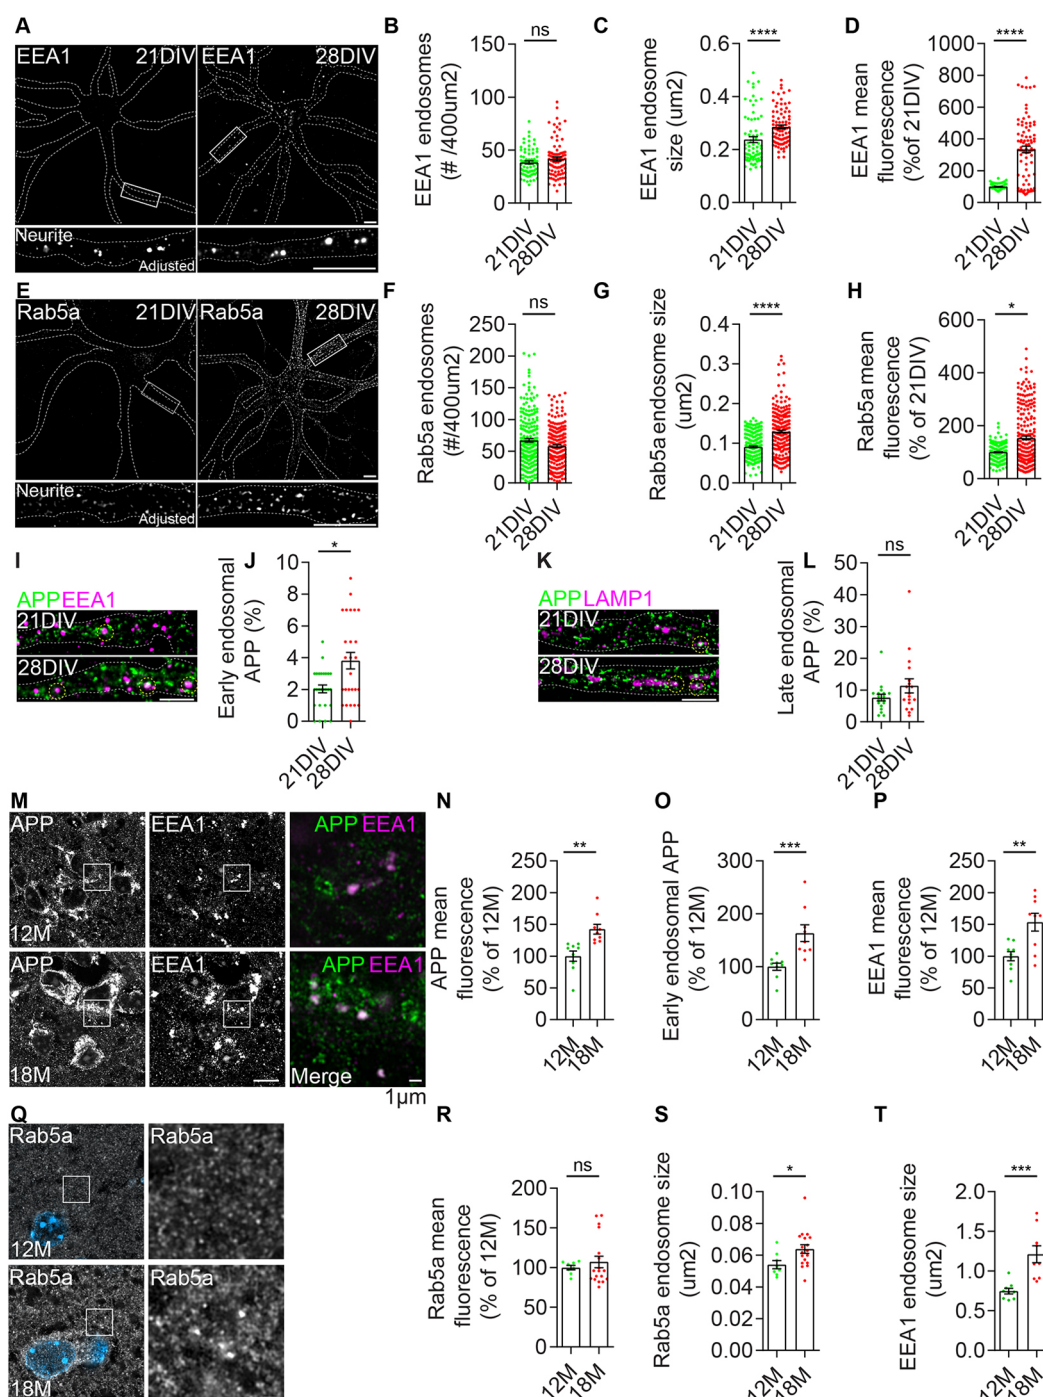 A
EEA1 21DIV
EEA1 28DIV
Neurite
Adjusted
B
EEA1 endosomes
(# /400um2)
ns
150
100
50
0
21DIV
28DIV
C
EEA1 endosome
size (um2)
****
0.6
0.4
0.2
0.0
21DIV
28DIV
D
EEA1 mean
fluorescence
(%of 21DIV)
****
1000
800
600
400
200
0
21DIV
28DIV
E
Rab5a 21DIV
Rab5a 28DIV
Neurite
Adjusted
F
Rab5a endosomes
(#/400um2)
ns
250
200
150
100
50
0
21DIV
28DIV
G
Rab5a endosome size
(um2)
****
0.4
0.3
0.2
0.1
0.0
21DIV
28DIV
H
Rab5a mean
fluorescence
(% of 21DIV)
*
600
400
200
0
21DIV
28DIV
I
APP EEA1
21DIV
28DIV
J
Early endosomal
APP (%)
*
10
8
6
4
2
0
21DIV
28DIV
K
APP LAMP1
21DIV
28DIV
L
Late endosomal
APP (%)
ns
50
40
30
20
10
0
21DIV
28DIV
M
APP
12M
EEA1
APP EEA1
APP
18M
EEA1
APP EEA1
Merge
1µm
N
APP mean
fluorescence
(% of 12M)
**
250
200
150
100
50
0
12M
18M
O
Early endosomal APP
(% of 12M)
***
300
200
100
0
12M
18M
P
EEA1 mean
fluorescence
(% of 12M)
**
250
200
150
100
50
0
12M
18M
Q
Rab5a
12M
Rab5a
Rab5a
18M
Rab5a
R
Rab5a mean
fluorescence
(% of 12M)
ns
200
150
100
50
0
12M
18M
S
Rab5a endosome size
(um2)
*
0.10
0.08
0.06
0.04
0.02
0.00
12M
18M
T
EEA1 endosome size
(um2)
***
2.0
1.5
1.0
0.5
0.0
12M
18M